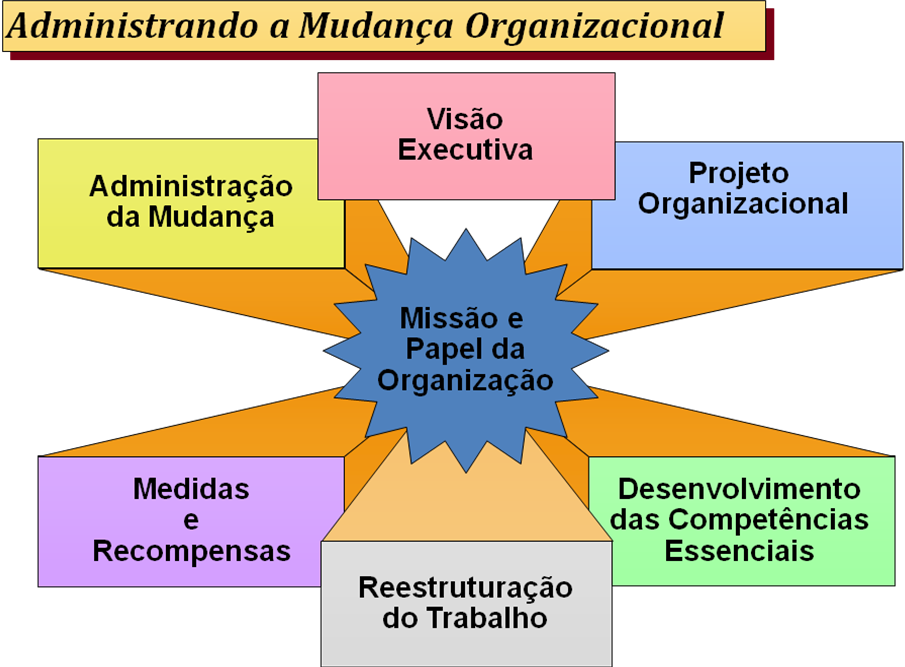 Administrando a Mudança Organizacional
Visão
Executiva
Administração
da Mudança
Projeto
Organizacional
Missão e
Papel da
Organização
Medidas
e
Recompensas
Desenvolvimento
das Competências
Essenciais
Reestruturação
do Trabalho